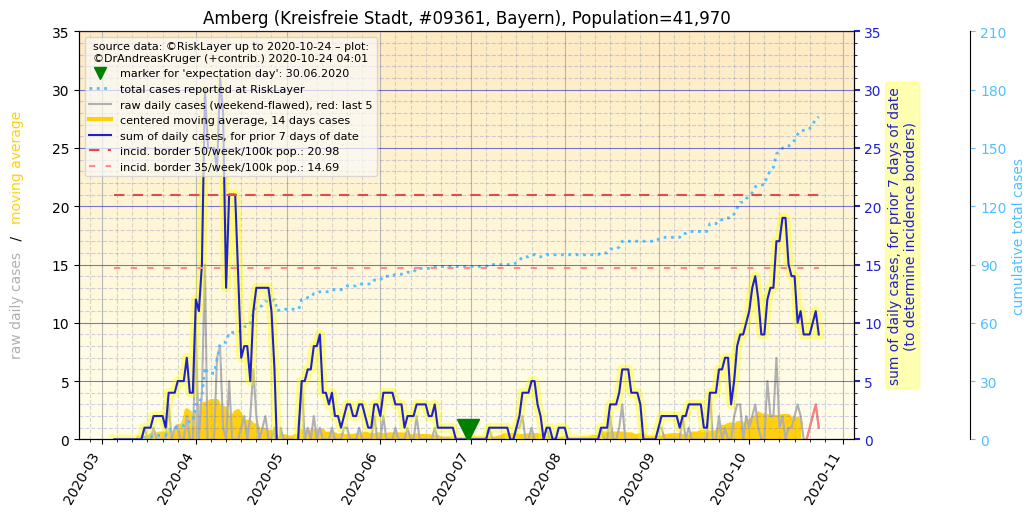 Amberg (Kreisfreie Stadt, #09361, Bayern), Population=41,970
source data: ©RiskLayer up to 2020-10-24 – plot:
©DrAndreasKruger (+contrib.) 2020-10-24 04:01
marker for 'expectation day': 30.06.2020
total cases reported at RiskLayer
raw daily cases (weekend-flawed), red: last 5
centered moving average, 14 days cases
sum of daily cases, for prior 7 days of date
incid. border 50/week/100k pop.: 20.98
incid. border 35/week/100k pop.: 14.69
raw daily cases / moving average
35
30
25
20
15
10
5
0
2020-03
2020-04
2020-05
2020-06
2020-07
2020-08
2020-09
2020-10
2020-11
35
30
25
20
15
10
5
0
sum of daily cases, for prior 7 days of date
(to determine incidence borders)
210
180
150
120
90
60
30
0
cumulative total cases